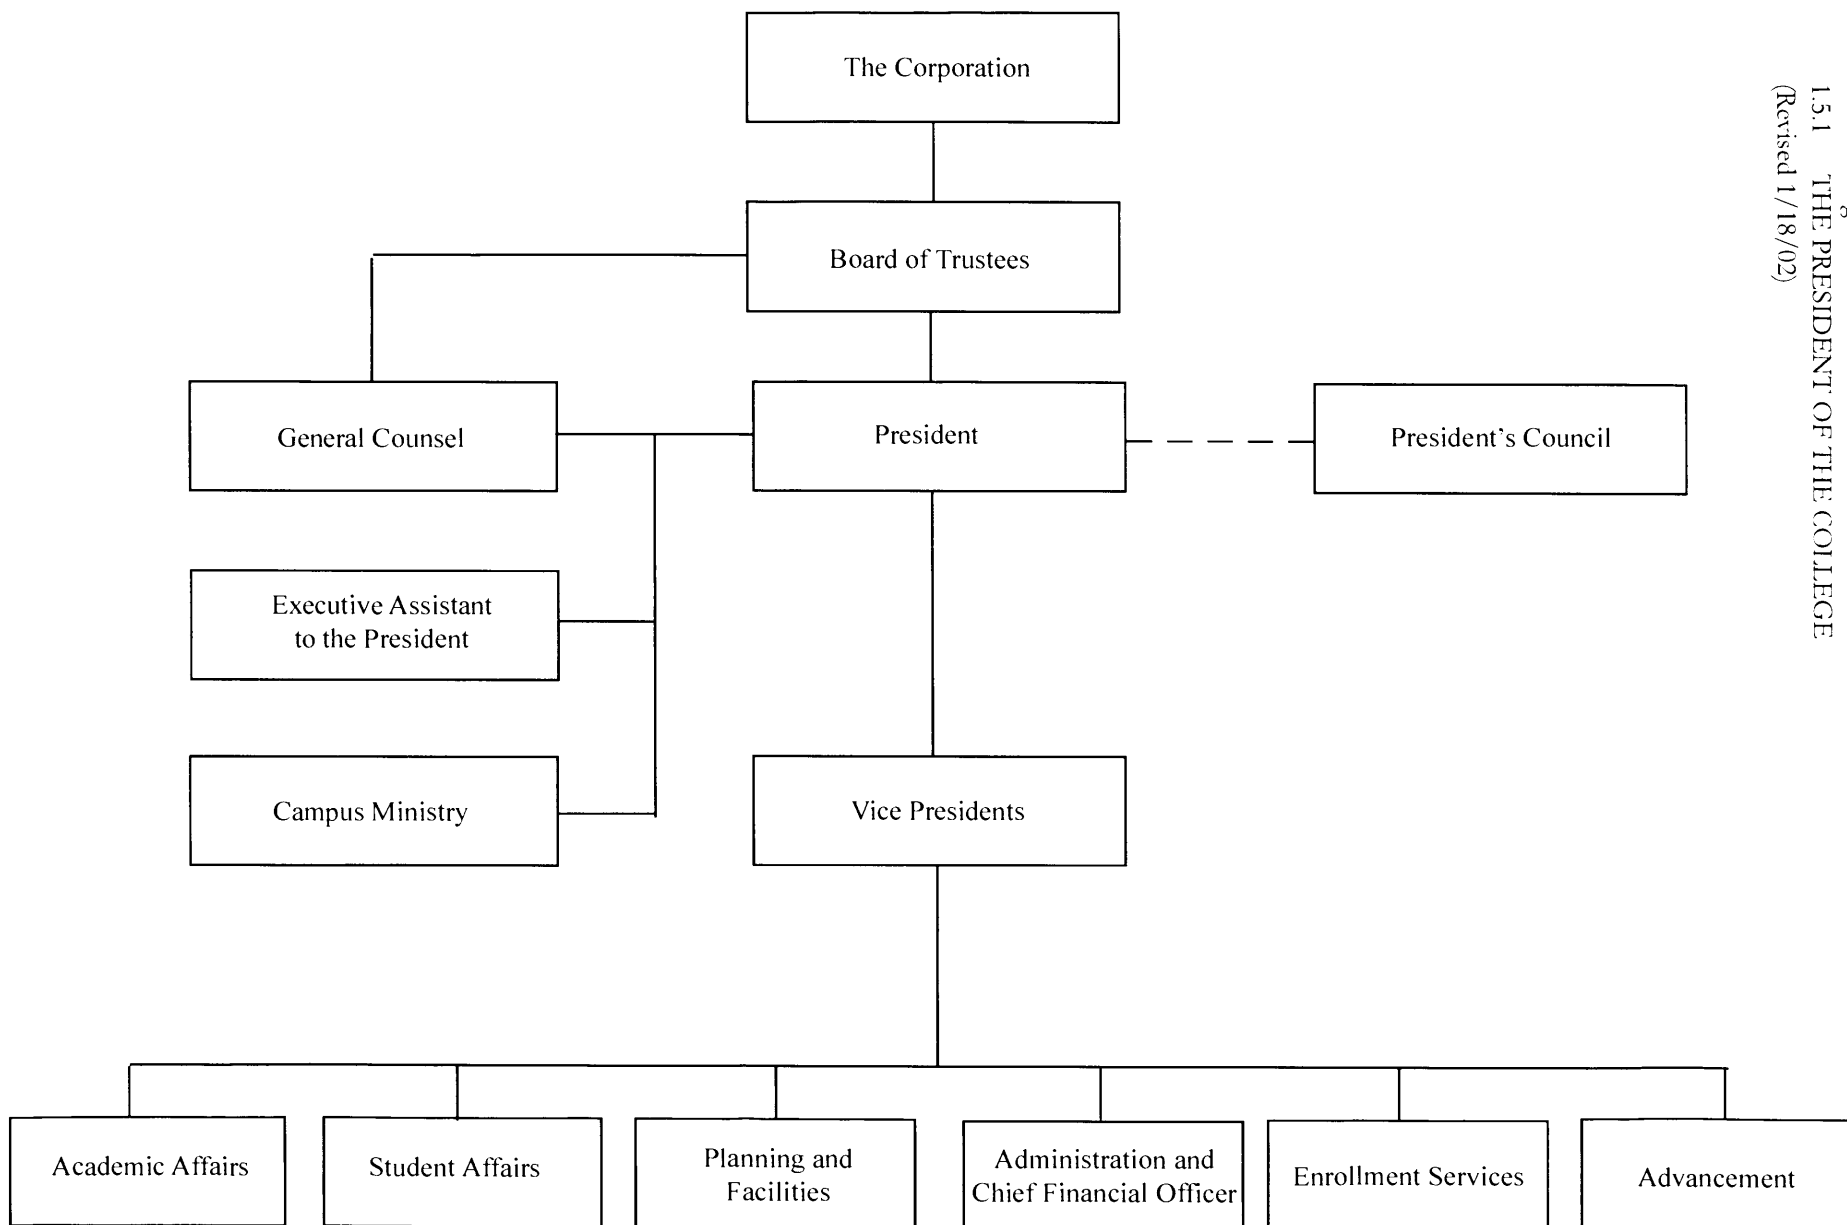 1.5.1 THE PRESIDENT OF THE COLLEGE
(Revised 1/18/02)
The Corporation
Board of Trustees
General Counsel
President
President's Council
Executive Assistant
to the President
Campus Ministry
Vice Presidents
Academic Affairs
Student Affairs
Planning and
Facilities
Administration and
Chief Financial Officer
Enrollment Services
Advancement